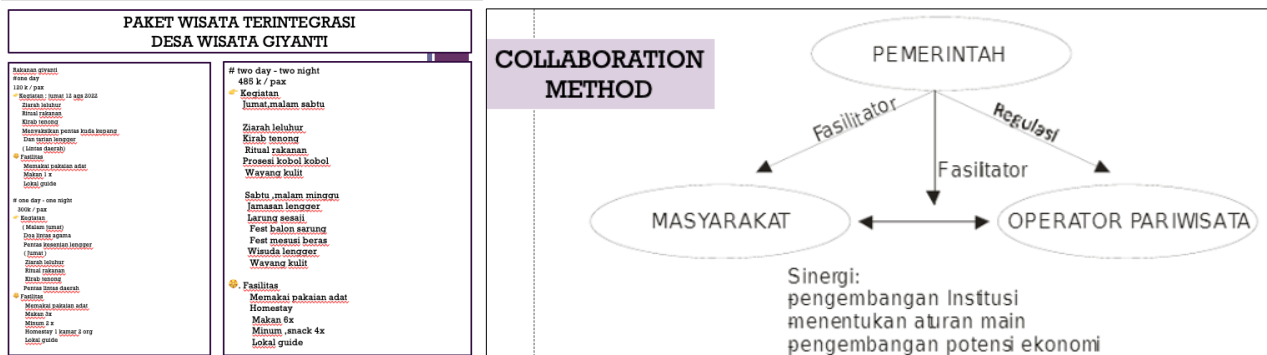 PAKET WISATA TERINTEGRASI
DESA WISATA GIYANTI
Rakanan giyanti
#one day
120 k / pax
Kegiatan : jumat 12 ags 2022
Ziarah leluhur
Ritual rakanan
Kirab tenong
Menyaksikan pentas kuda kepang
Dan tarian lengger
( Lintas daerah)
Fasilitas
Memakai pakaian adat
Makan 1 x
Lokal guide
# one day - one night
300k / pax
Kegiatan
( Malam jumat)
Doa lintas agama
Pentas kesenian lengger
( Jumat )
Ziarah leluhur
Ritual rakanan
Kirab tenong
Pentas lintas daerah
Fasilitas
Memakai pakaian adat
Makan 3x
Minum 2 x
Homestay 1 kamar 2 org
Lokal guide
# two day - two night
485 k / pax
Kegiatan
Jumat,malam sabtu
Ziarah leluhur
Kirab tenong
Ritual rakanan
Prosesi kobol kobol
Wayang kulit
Sabtu ,malam minggu
Jamasan lengger
Larung sesaji
Fest balon sarung
Fest mesusi beras
Wisuda lengger
Wayang kulit
. Fasilitas
Memakai pakaian adat
Homestay
Makan 6x
Minum ,snack 4x
Lokal guide
COLLABORATION
METHOD
PEMERINTAH
Fasilitator
Regulasi
Fasilitator
MASYARAKAT
OPERATOR PARIWISATA
Sinergi:
-pengembangan Institusi
-menentukan aturan main
-pengembangan potensi ekonomi